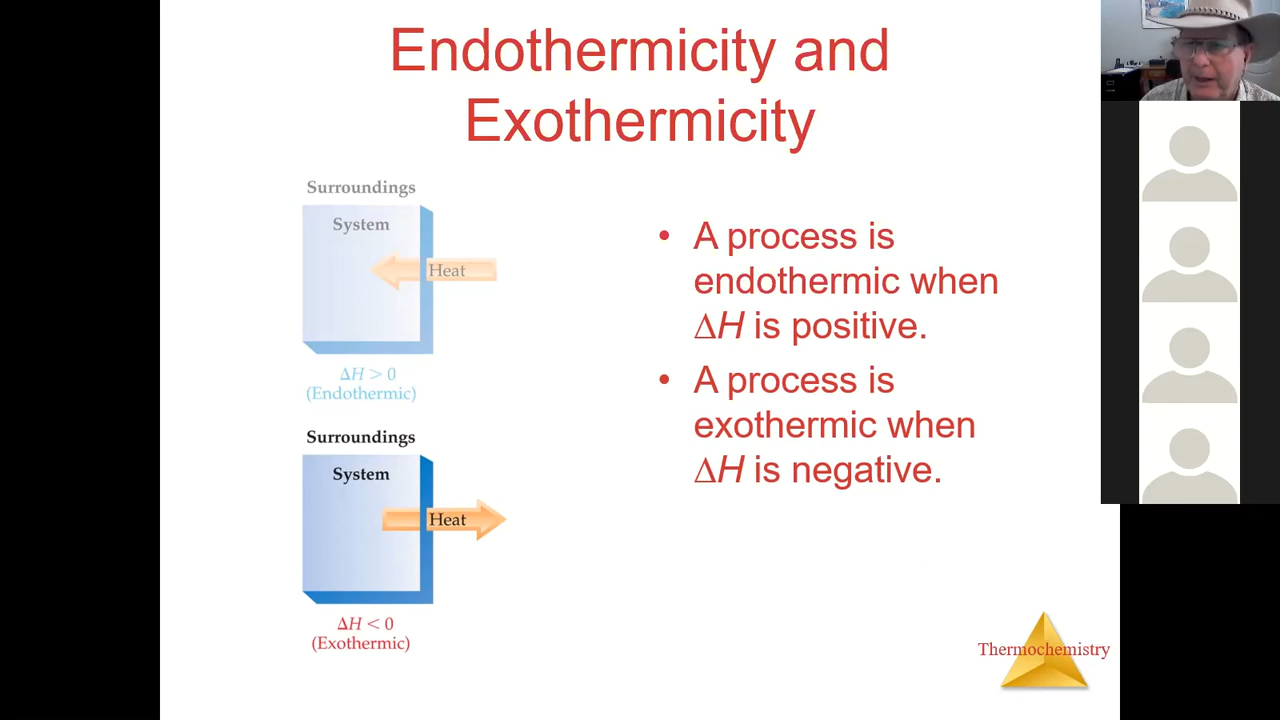 Endothermicity and
Exothermicity
Surroundings
System
Heat
ΔH > 0
(Endothermic)
Surroundings
System
Heat
ΔH < 0
(Exothermic)
• A process is
endothermic when
ΔH is positive.
• A process is
exothermic when
ΔH is negative.
Thermochemistry